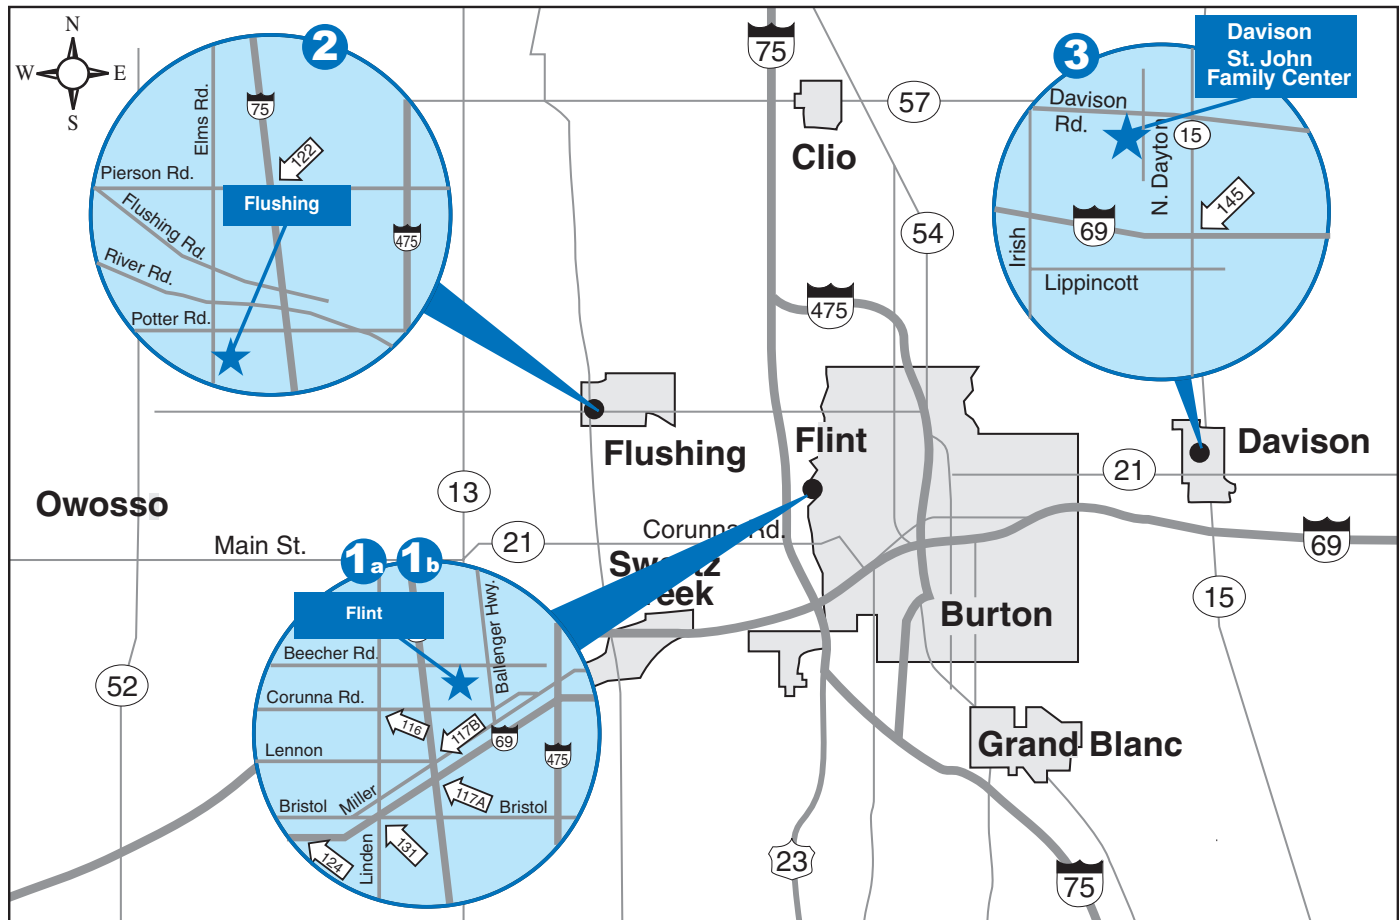 N
W
E
S
2
Elms Rd.
75
122
Pierson Rd.
Flushing
Flushing Rd.
475
River Rd.
Potter Rd.
75
57
Clio
54
475
3
Davison
St. John
Family Center
Davison
Rd.
15
N. Dayton
145
69
Irish
Lippincott
Flushing
Flint
21
Davison
Owosso
13
21
Corunna Rd.
Main St.
69
15
Burton
52
Grand Blanc
23
75
1a
1b
Flint
Ballenger Hwy.
Beecher Rd.
Corunna Rd.
116
117B
69
475
Lennon
117A
Bristol
Miller
Bristol
Linden
131
124